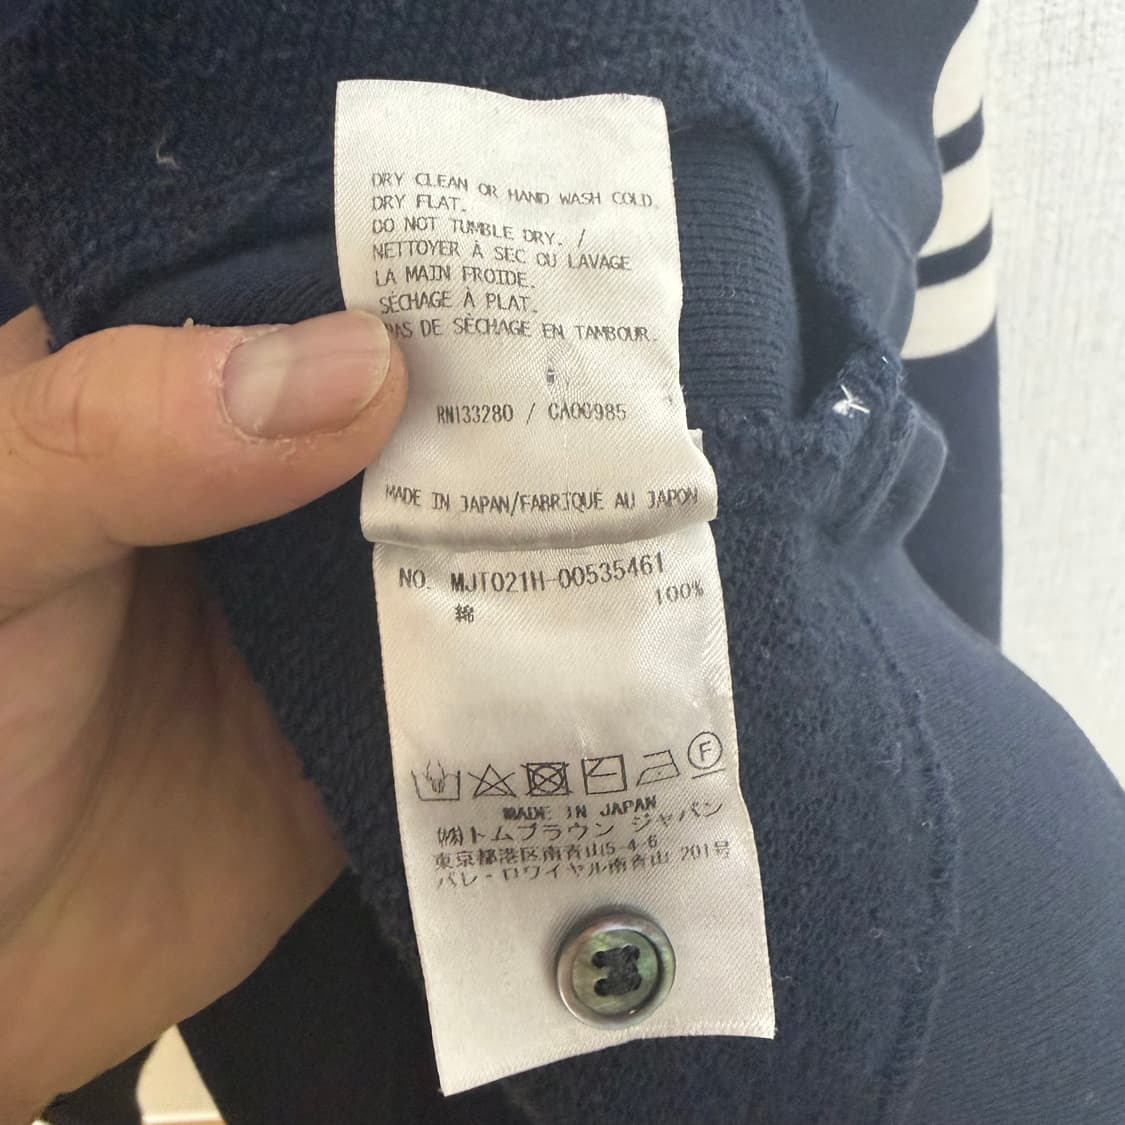 DRY CLEAN OR HAND WASH COLD.
DRY FLAT.
DO NOT TUMBLE DRY. /
NETTOYER À SEC OU LAVAGE
LA MAIN FROIDE.
SÉCHAGE À PLAT.
PAS DE SÈCHAGE EN TAMBOUR.
RN133280 / CA00985
MADE IN JAPAN/FABRIQUÉ AU JAPON
NO. MJT021H-00535461
綿 100%
F
MADE IN JAPAN
(株)トムブラウン ジャパン
東京都港区南青山5-4-6
パレ・ロワイヤル南青山 201号